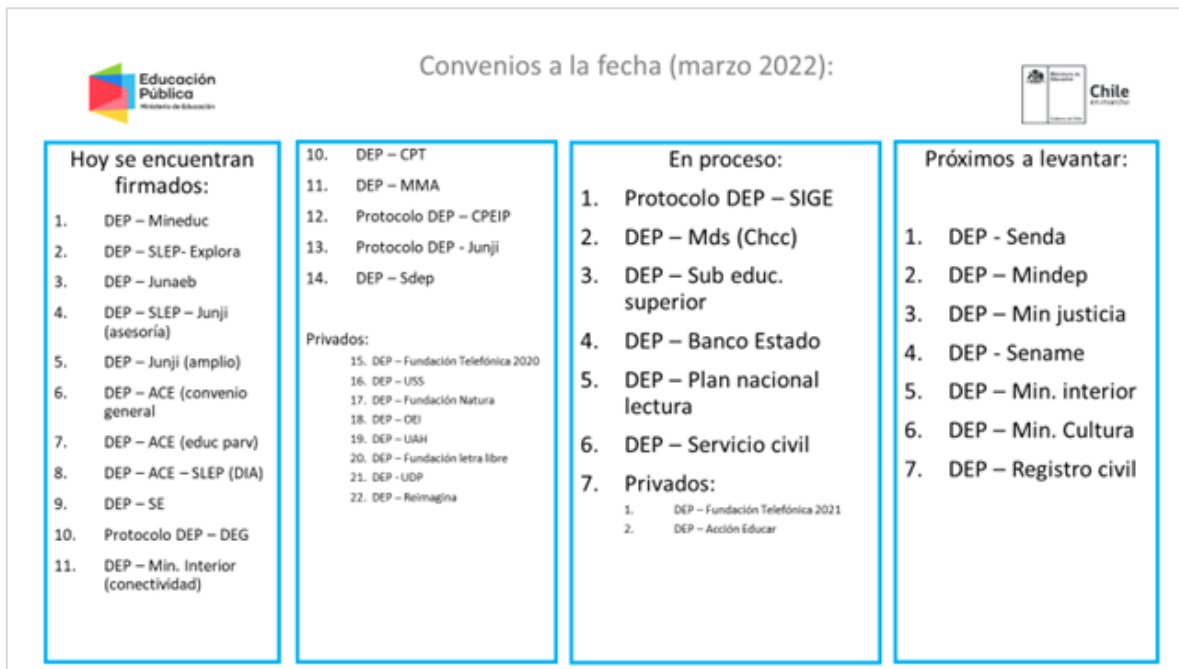 Educación
Pública
Ministerio de Educación
Convenios a la fecha (marzo 2022):
Ministerio de
Educación
Gobierno de Chile
Chile
en marcha
Hoy se encuentran
firmados:
1. DEP – Mineduc
2. DEP – SLEP- Explora
3. DEP – Junaeb
4. DEP – SLEP – Junji
(asesoría)
5. DEP – Junji (amplio)
6. DEP – ACE (convenio
general
7. DEP – ACE (educ parv)
8. DEP – ACE – SLEP (DIA)
9. DEP – SE
10. Protocolo DEP – DEG
11. DEP – Min. Interior
(conectividad)
10. DEP – CPT
11. DEP – MMA
12. Protocolo DEP – CPEIP
13. Protocolo DEP - Junji
14. DEP – Sdep
Privados:
15. DEP – Fundación Telefónica 2020
16. DEP – USS
17. DEP – Fundación Natura
18. DEP – OEI
19. DEP – UAH
20. DEP – Fundación letra libre
21. DEP - UDP
22. DEP – Reimagina
En proceso:
1. Protocolo DEP – SIGE
2. DEP – Mds (Chcc)
3. DEP – Sub educ.
superior
4. DEP – Banco Estado
5. DEP – Plan nacional
lectura
6. DEP – Servicio civil
7. Privados:
1. DEP – Fundación Telefónica 2021
2. DEP – Acción Educar
Próximos a levantar:
1. DEP - Senda
2. DEP – Mindep
3. DEP – Min justicia
4. DEP - Sename
5. DEP – Min. interior
6. DEP – Min. Cultura
7. DEP – Registro civil